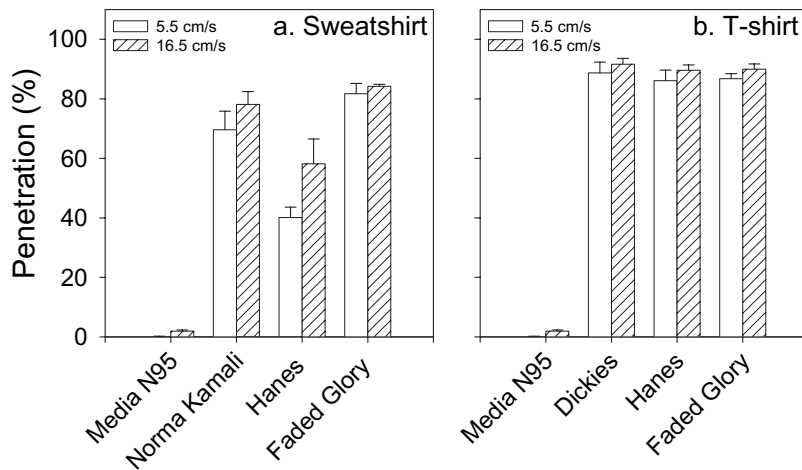 a. Sweatshirt
5.5 cm/s
16.5 cm/s
Penetration (%)
100
80
60
40
20
0
Media N95
Norma Kamali
Hanes
Faded Glory
b. T-shirt
5.5 cm/s
16.5 cm/s
Media N95
Dickies
Hanes
Faded Glory